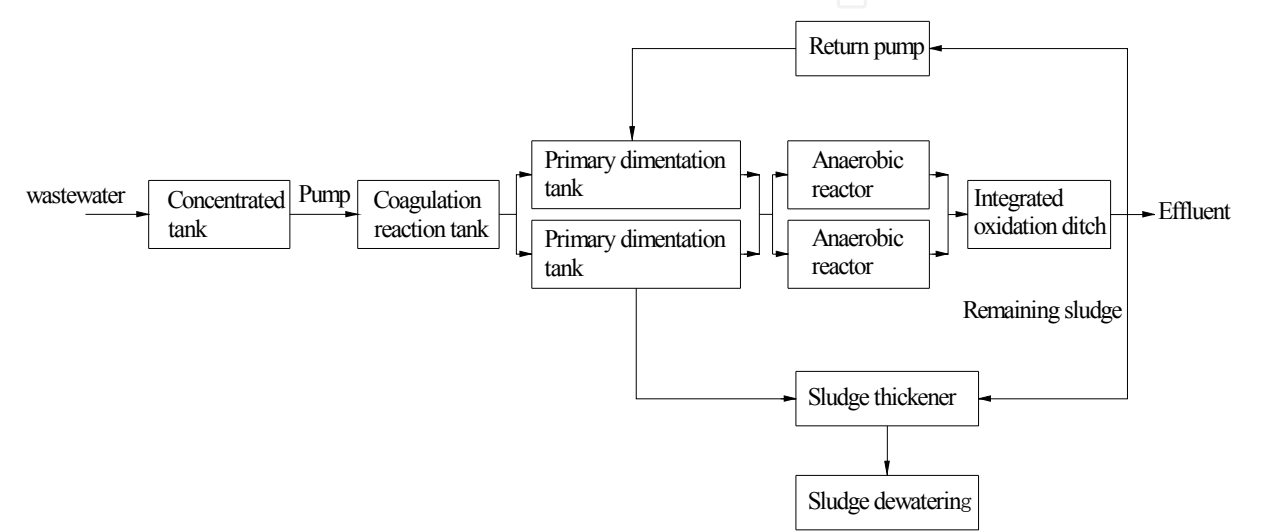 Return pump
Primary dimentation
tank
Anaerobic
reactor
wastewater
Concentrated
tank
Pump
Coagulation
reaction tank
Integrated
oxidation ditch
Effluent
Primary dimentation
tank
Anaerobic
reactor
Remaining sludge
Sludge thickener
Sludge dewatering